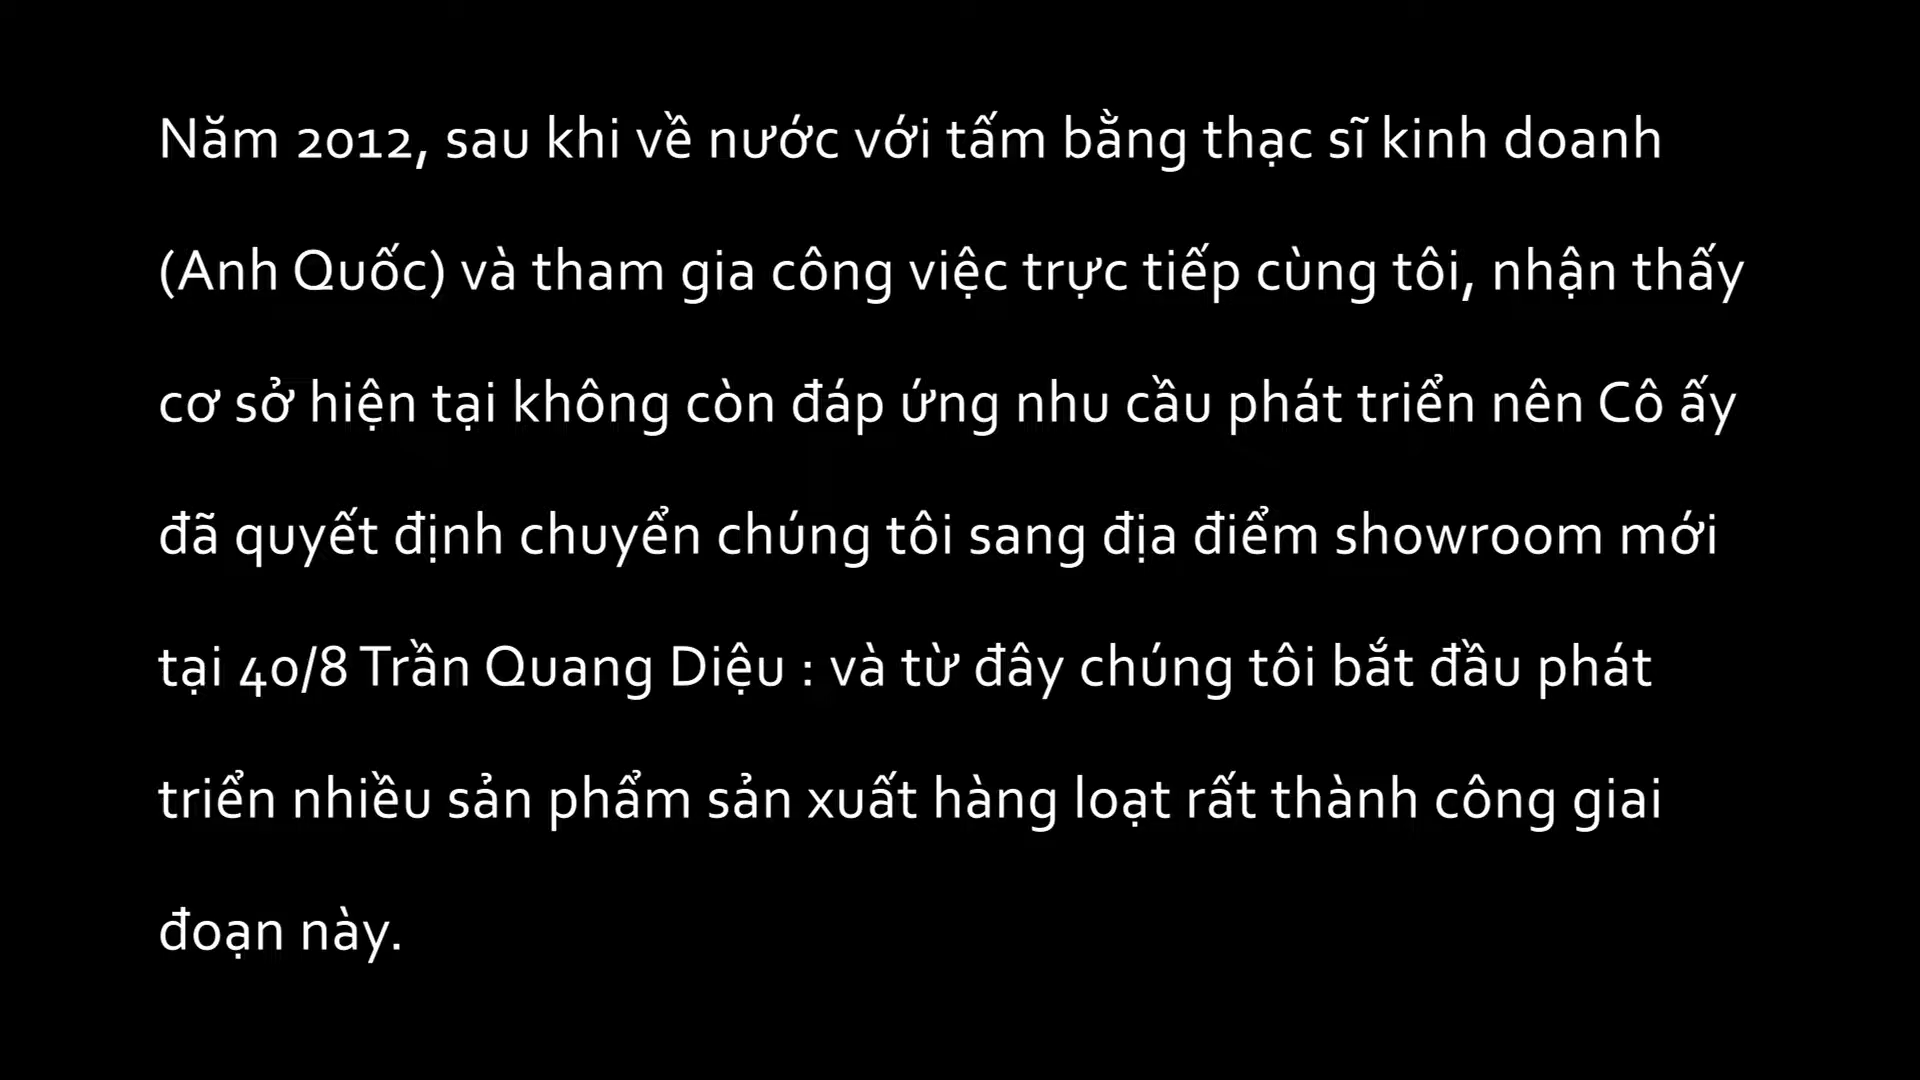 Năm 2012, sau khi về nước với tấm bằng thạc sĩ kinh doanh
(Anh Quốc) và tham gia công việc trực tiếp cùng tôi, nhận thấy
cơ sở hiện tại không còn đáp ứng nhu cầu phát triển nên Cô ấy
đã quyết định chuyển chúng tôi sang địa điểm showroom mới
tại 40/8 Trần Quang Diệu : và từ đây chúng tôi bắt đầu phát
triển nhiều sản phẩm sản xuất hàng loạt rất thành công giai
đoạn này.